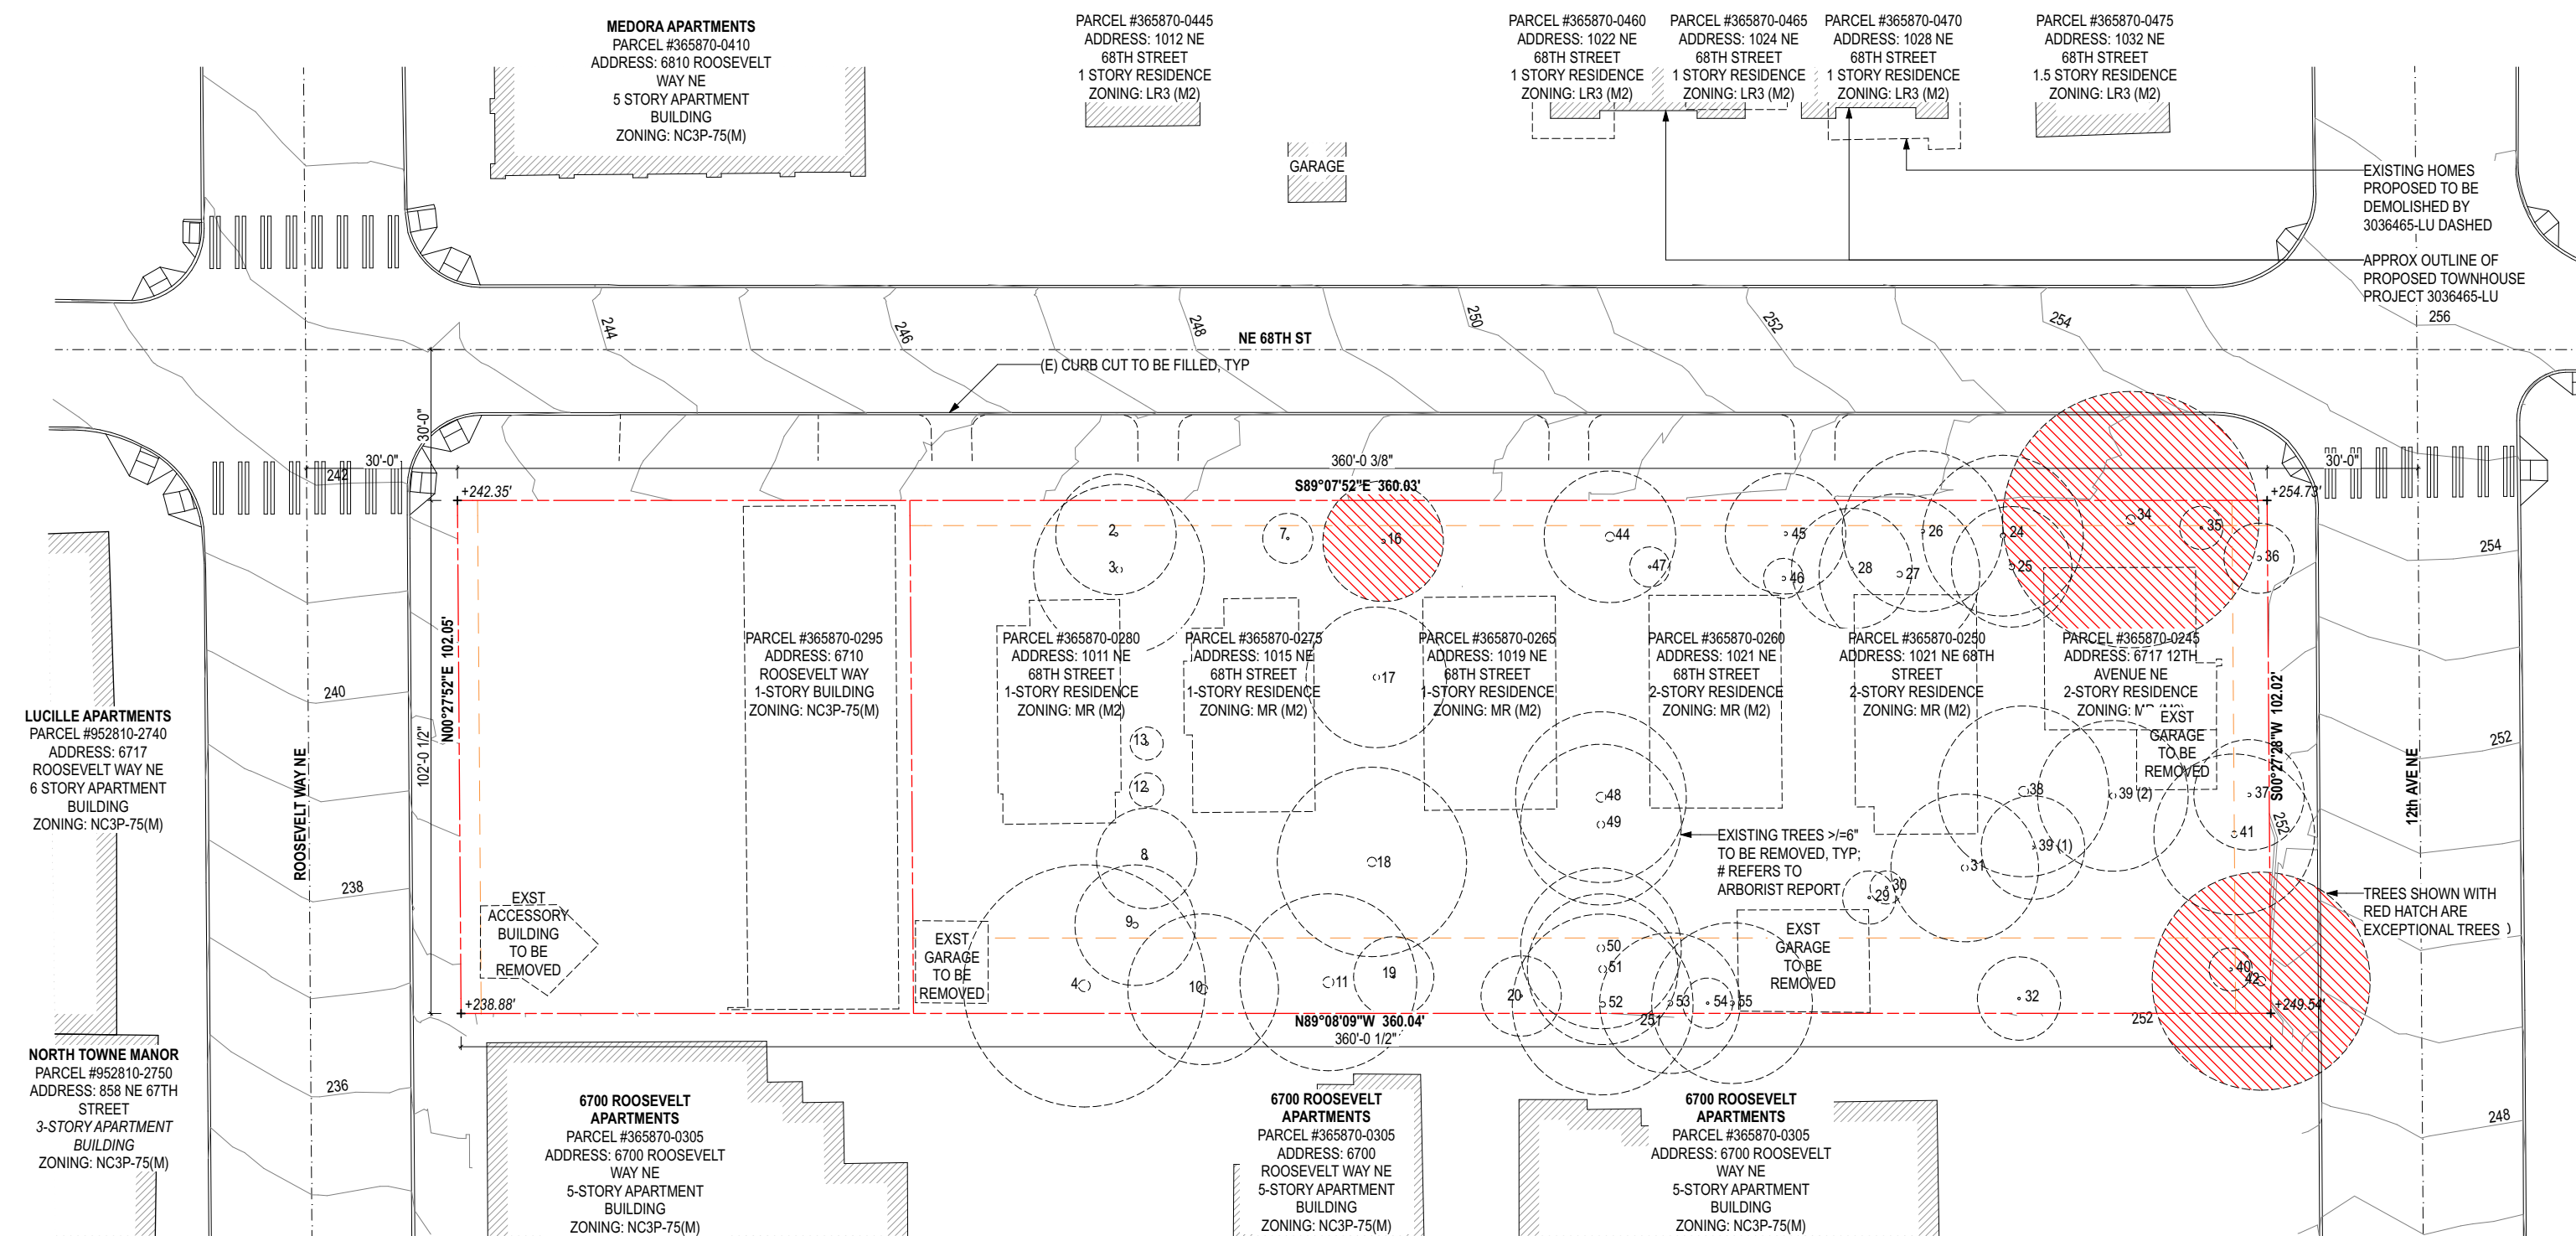 MEDORA APARTMENTS
PARCEL #365870-0410
ADDRESS: 6810 ROOSEVELT
WAY NE
5 STORY APARTMENT
BUILDING
ZONING: NC3P-75(M)
PARCEL #365870-0445
ADDRESS: 1012 NE
68TH STREET
1 STORY RESIDENCE
ZONING: LR3 (M2)
PARCEL #365870-0460
ADDRESS: 1022 NE
68TH STREET
1 STORY RESIDENCE
ZONING: LR3 (M2)
PARCEL #365870-0465
ADDRESS: 1024 NE
68TH STREET
1 STORY RESIDENCE
ZONING: LR3 (M2)
PARCEL #365870-0470
ADDRESS: 1028 NE
68TH STREET
1 STORY RESIDENCE
ZONING: LR3 (M2)
PARCEL #365870-0475
ADDRESS: 1032 NE
68TH STREET
1.5 STORY RESIDENCE
ZONING: LR3 (M2)
GARAGE
EXISTING HOMES
PROPOSED TO BE
DEMOLISHED BY
3036465-LU DASHED
APPROX OUTLINE OF
PROPOSED TOWNHOUSE
PROJECT 3036465-LU
244
246
248
250
252
254
256
NE 68TH ST
(E) CURB CUT TO BE FILLED, TYP
30'-0"
30'-0"
360'-0 3/8"
30'-0"
242
+242.35'
S89°07'52"E 360.03'
+254.73'
2
3
7
16
44
47
45
46
28
27
26
24
25
34
35
36
254
N00°27'52"E 102.05'
102'-0 1/2"
PARCEL #365870-0295
ADDRESS: 6710
ROOSEVELT WAY
1-STORY BUILDING
ZONING: NC3P-75(M)
PARCEL #365870-0280
ADDRESS: 1011 NE
68TH STREET
1-STORY RESIDENCE
ZONING: MR (M2)
PARCEL #365870-0275
ADDRESS: 1015 NE
68TH STREET
1-STORY RESIDENCE
ZONING: MR (M2)
17
PARCEL #365870-0265
ADDRESS: 1019 NE
68TH STREET
1-STORY RESIDENCE
ZONING: MR (M2)
PARCEL #365870-0260
ADDRESS: 1021 NE
68TH STREET
2-STORY RESIDENCE
ZONING: MR (M2)
PARCEL #365870-0250
ADDRESS: 1021 NE 68TH
STREET
2-STORY RESIDENCE
ZONING: MR (M2)
PARCEL #365870-0245
ADDRESS: 6717 12TH
AVENUE NE
2-STORY RESIDENCE
ZONING: MR (M2)
EXST
GARAGE
TO BE
REMOVED
S00°27'28"W 102.02'
12th AVE NE
252
LUCILLE APARTMENTS
PARCEL #952810-2740
ADDRESS: 6717
ROOSEVELT WAY NE
6 STORY APARTMENT
BUILDING
ZONING: NC3P-75(M)
240
ROOSEVELT WAY NE
238
236
13
12
8
9
4
10
11
18
19
48
49
50
51
52
53
54
55
20
251
EXISTING TREES >/=6"
TO BE REMOVED, TYP;
# REFERS TO
ARBORIST REPORT
29
30
31
32
38
39 (1)
39 (2)
37
41
252
40
42
252
TREES SHOWN WITH
RED HATCH ARE
EXCEPTIONAL TREES
EXST
ACCESSORY
BUILDING
TO BE
REMOVED
EXST
GARAGE
TO BE
REMOVED
EXST
GARAGE
TO BE
REMOVED
+238.88'
N89°08'09"W 360.04'
360'-0 1/2"
+249.54'
248
NORTH TOWNE MANOR
PARCEL #952810-2750
ADDRESS: 858 NE 67TH
STREET
3-STORY APARTMENT
BUILDING
ZONING: NC3P-75(M)
6700 ROOSEVELT
APARTMENTS
PARCEL #365870-0305
ADDRESS: 6700 ROOSEVELT
WAY NE
5-STORY APARTMENT
BUILDING
ZONING: NC3P-75(M)
6700 ROOSEVELT
APARTMENTS
PARCEL #365870-0305
ADDRESS: 6700
ROOSEVELT WAY NE
5-STORY APARTMENT
BUILDING
ZONING: NC3P-75(M)
6700 ROOSEVELT
APARTMENTS
PARCEL #365870-0305
ADDRESS: 6700 ROOSEVELT
WAY NE
5-STORY APARTMENT
BUILDING
ZONING: NC3P-75(M)